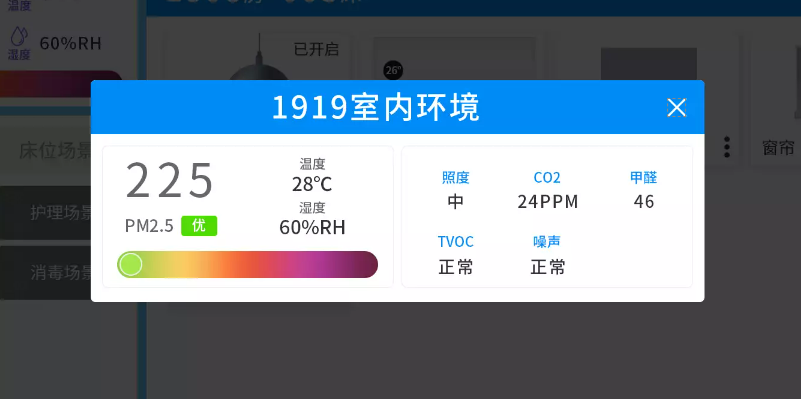 温度
60%RH
湿度
已开启
26°
床位场景
护理场景
消毒场景
窗帘
1919室内环境
225
PM2.5 优
温度
28℃
湿度
60%RH
照度 CO2 甲醛
中 24PPM 46
TVOC 噪声
正常 正常